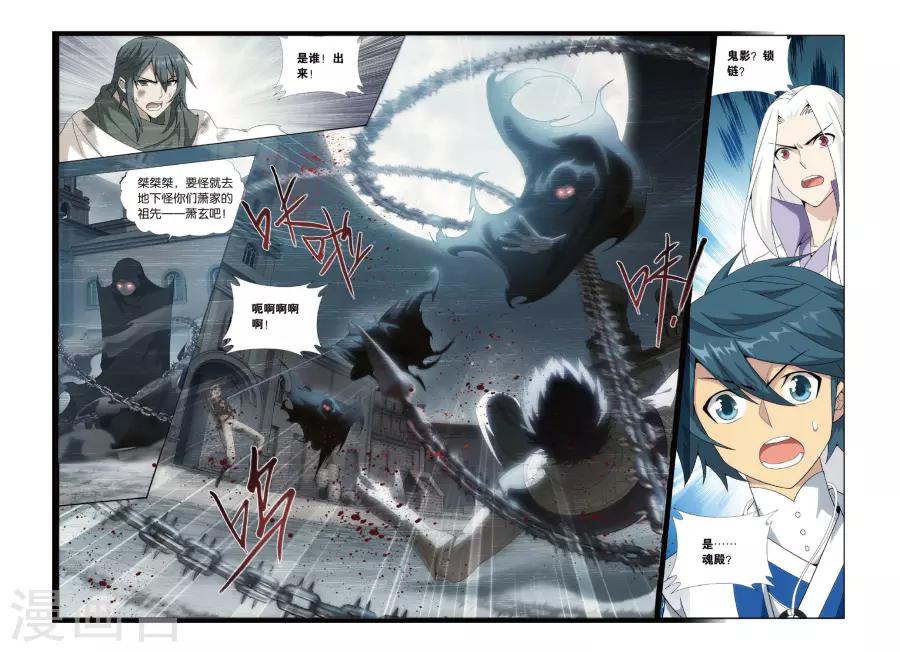 是谁！出
来！
桀桀桀，要怪就去
地下怪你们萧家的
祖先——萧玄吧！
呃啊啊啊
啊！
咔
啦
咔
呜
鬼影？锁
链？
是……
魂殿？
漫画台